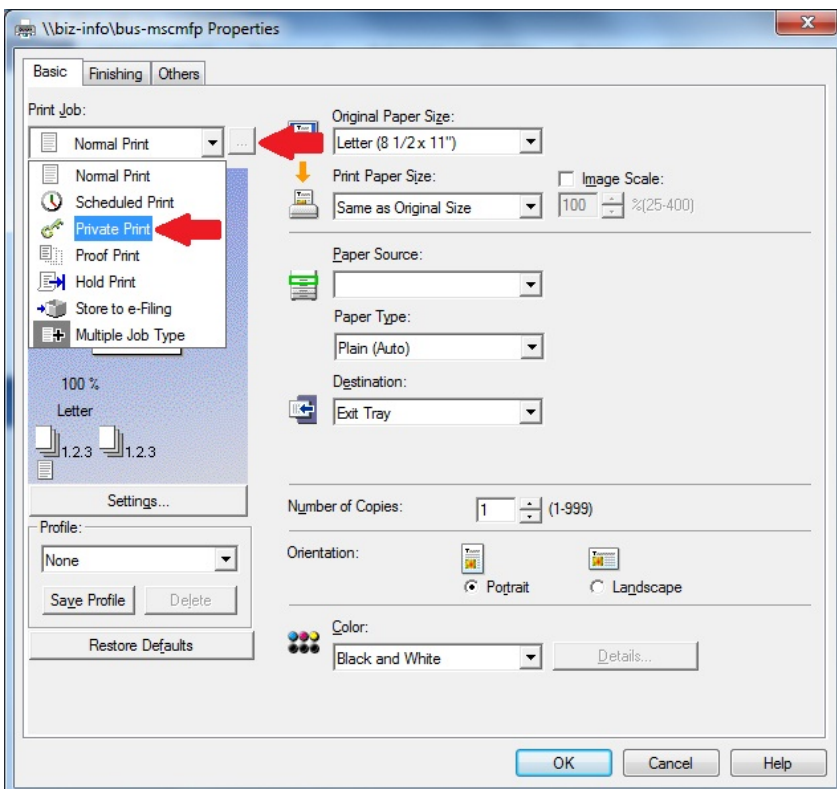 \\biz-info\bus-mscmfp Properties
Basic Finishing Others
Print Job:
Normal Print ...
Normal Print
Scheduled Print
Private Print
Proof Print
Hold Print
Store to e-Filing
Multiple Job Type
100 %
Letter
1.2.3 1.2.3
Settings...
Profile:
None
Save Profile Delete
Restore Defaults
Original Paper Size:
Letter (8 1/2 x 11")
Print Paper Size:
Same as Original Size
Image Scale:
100 %(25-400)
Paper Source:
Paper Type:
Plain (Auto)
Destination:
Exit Tray
Number of Copies: 1 (1-999)
Orientation:
Portrait Landscape
Color:
Black and White Details...
OK Cancel Help